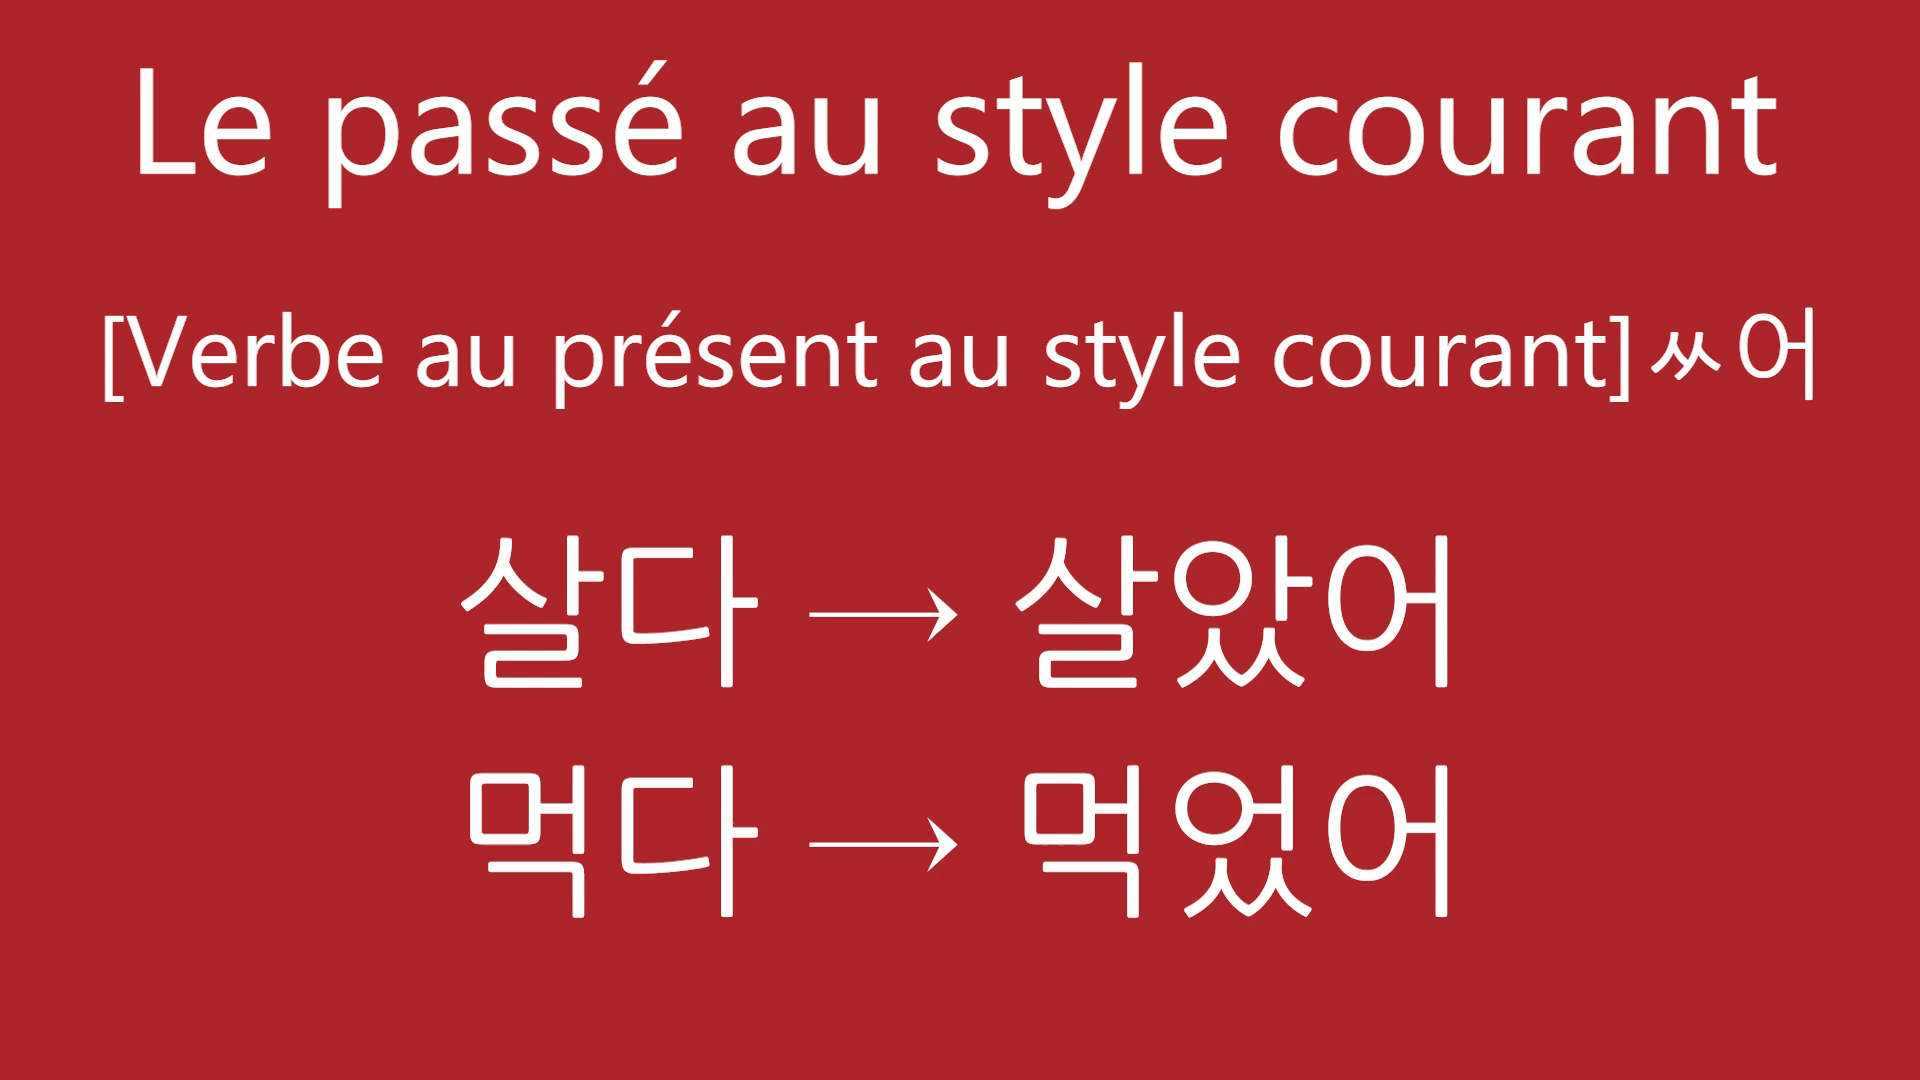 Le passé au style courant
[Verbe au présent au style courant]ㅆ어
살다 → 살았어
먹다 → 먹었어